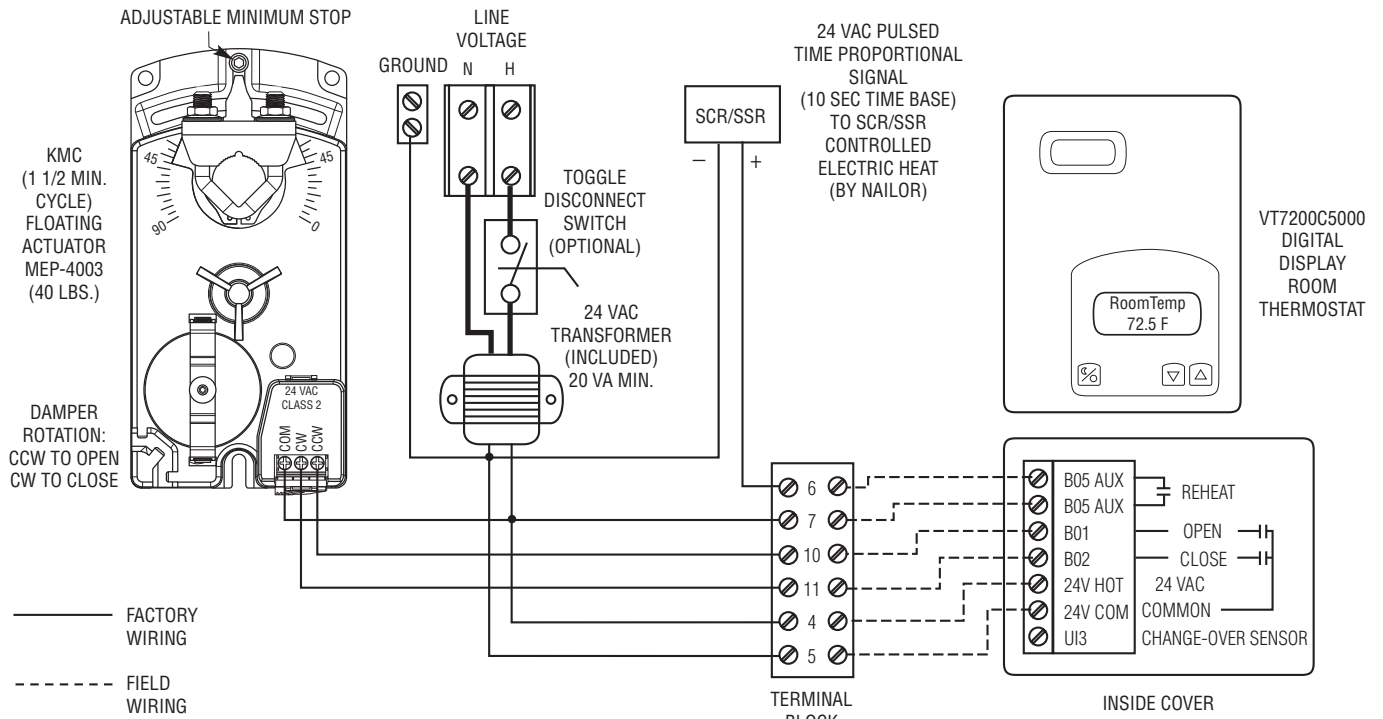 ADJUSTABLE MINIMUM STOP
LINE
VOLTAGE
GROUND
N
H
24 VAC PULSED
TIME PROPORTIONAL
SIGNAL
(10 SEC TIME BASE)
TO SCR/SSR
CONTROLLED
ELECTRIC HEAT
(BY NAILOR)
SCR/SSR
–
+
KMC
(1 1/2 MIN.
CYCLE)
FLOATING
ACTUATOR
MEP-4003
(40 LBS.)
45
45
90
0
TOGGLE
DISCONNECT
SWITCH
(OPTIONAL)
24 VAC
TRANSFORMER
(INCLUDED)
20 VA MIN.
VT7200C5000
DIGITAL
DISPLAY
ROOM
THERMOSTAT
RoomTemp
72.5 F
DAMPER
ROTATION:
CCW TO OPEN
CW TO CLOSE
24 VAC
CLASS 2
COM
CW
CCW
6
7
10
11
4
5
TERMINAL
B05 AUX
B05 AUX
B01
B02
24V HOT
24V COM
UI3
REHEAT
OPEN
CLOSE
24 VAC
COMMON
CHANGE-OVER SENSOR
INSIDE COVER
FACTORY
WIRING
FIELD
WIRING